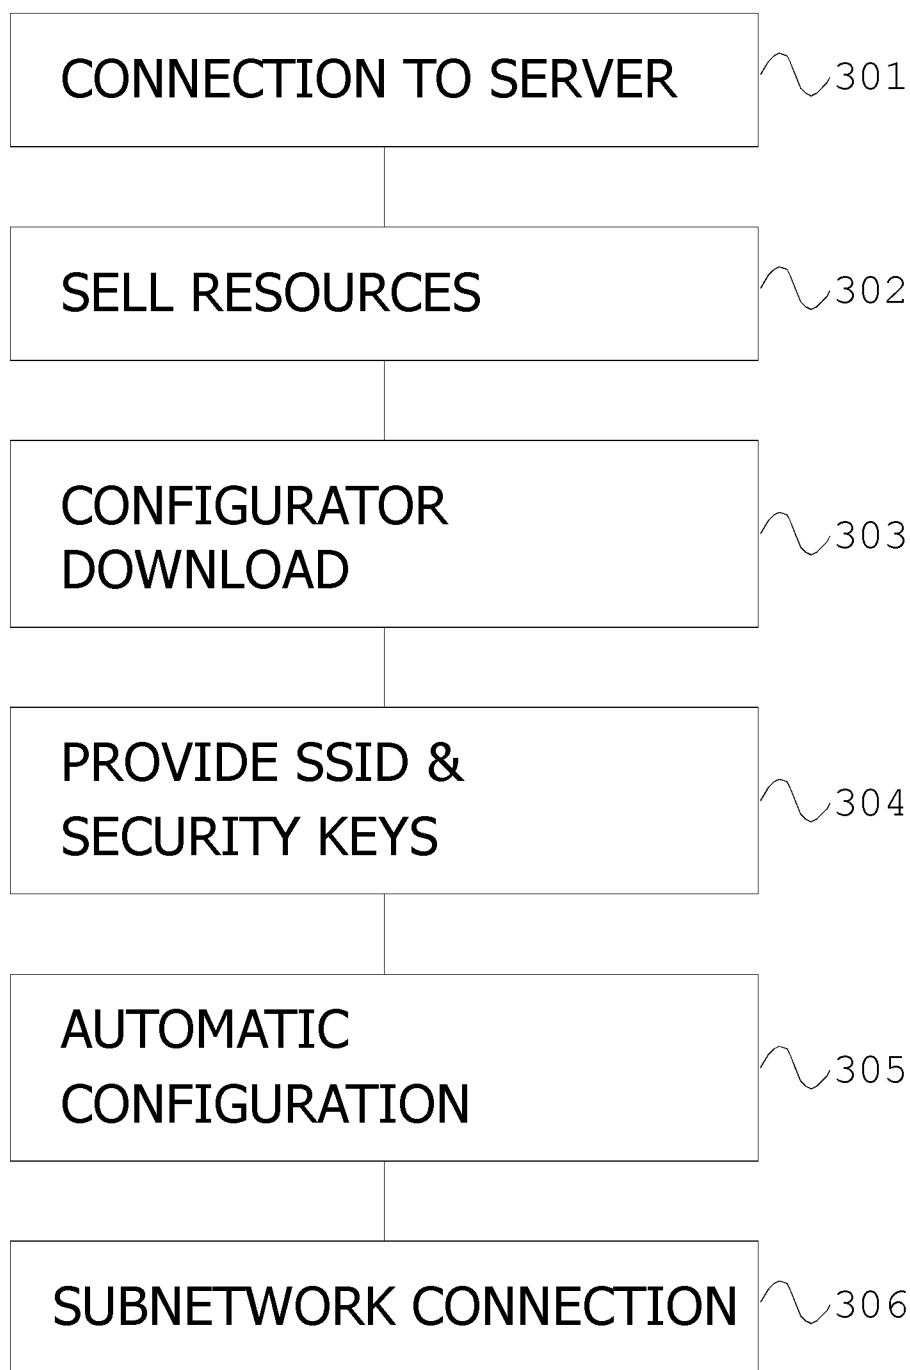 CONNECTION TO SERVER 301
SELL RESOURCES 302
CONFIGURATOR
DOWNLOAD
303
PROVIDE SSID &
SECURITY KEYS
304
AUTOMATIC
CONFIGURATION
305
SUBNETWORK CONNECTION 306